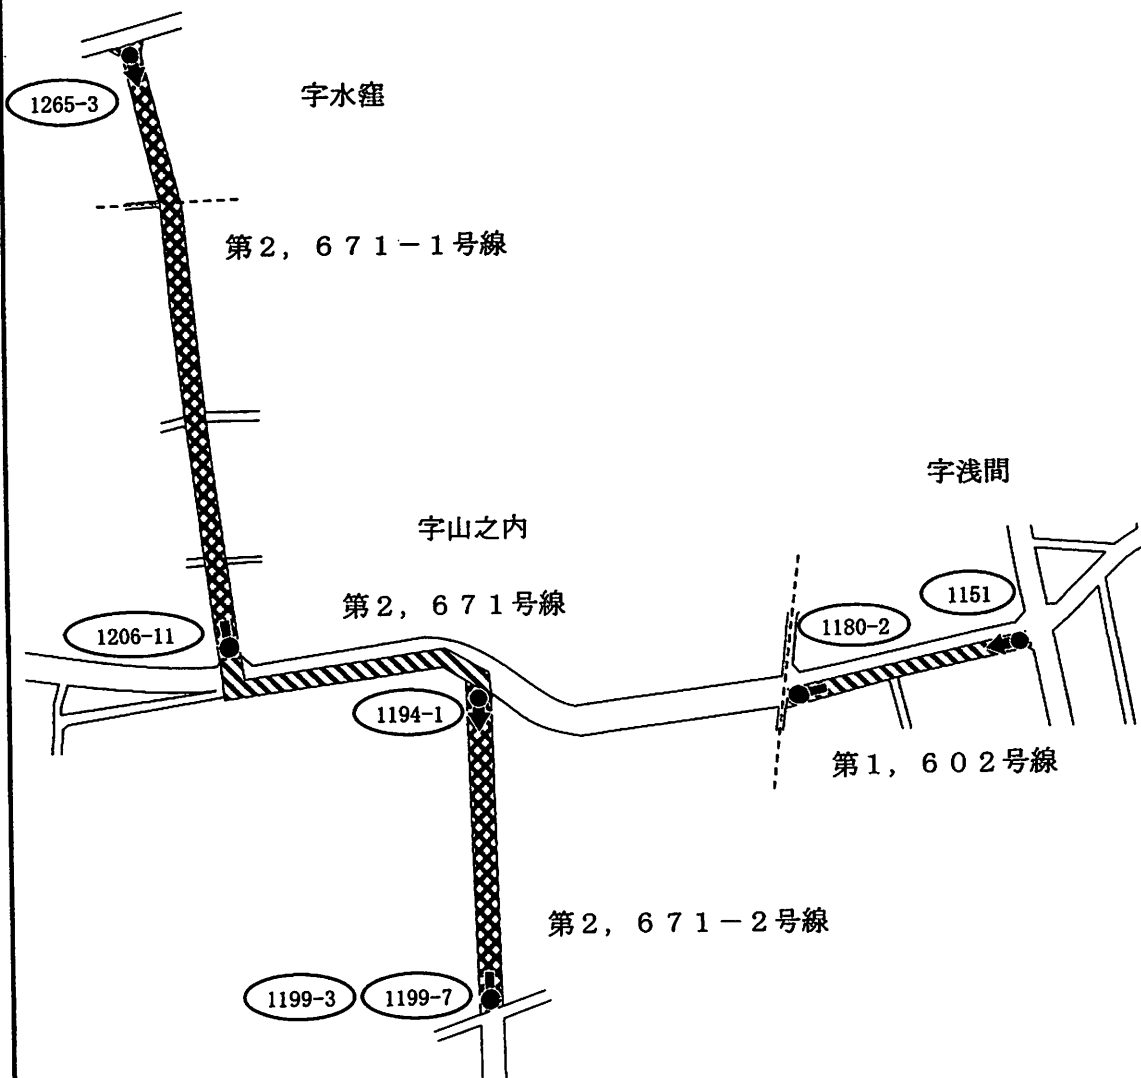 1265-3
字水窪
第2，671－1号線
字浅間
字山之内
第2，671号線
1151
1180-2
1206-11
1194-1
第1，602号線
第2，671－2号線
1199-3
1199-7